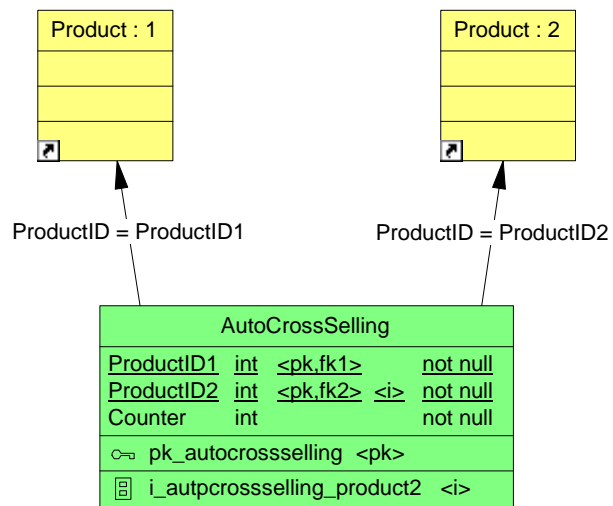 Product : 1
Product : 2
ProductID = ProductID1
ProductID = ProductID2
AutoCrossSelling
ProductID1 int <pk,fk1> not null
ProductID2 int <pk,fk2> <i> not null
Counter int not null
pk_autocrossselling <pk>
i_autpcrossselling_product2 <i>